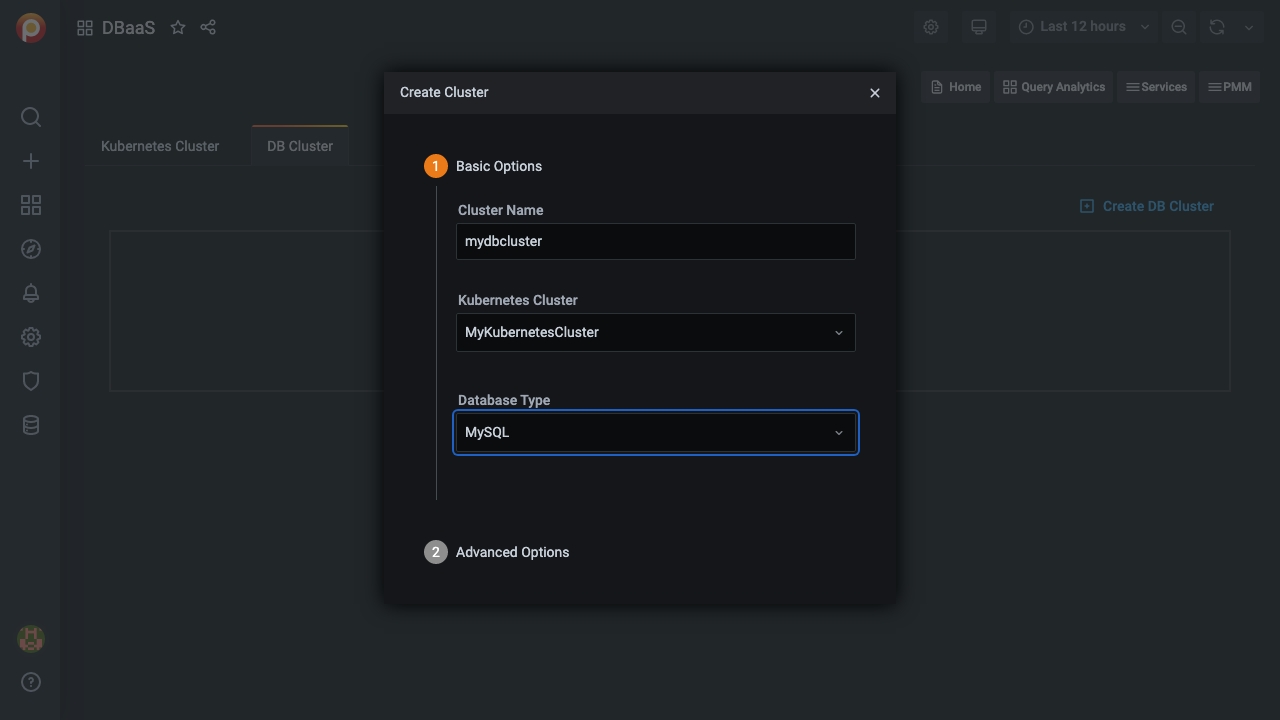 DBaaS
Last 12 hours
Home
Query Analytics
Services
PMM
Kubernetes Cluster
DB Cluster
Create DB Cluster
Create Cluster
1 Basic Options
Cluster Name
mydbcluster
Kubernetes Cluster
MyKubernetesCluster
Database Type
MySQL
2 Advanced Options